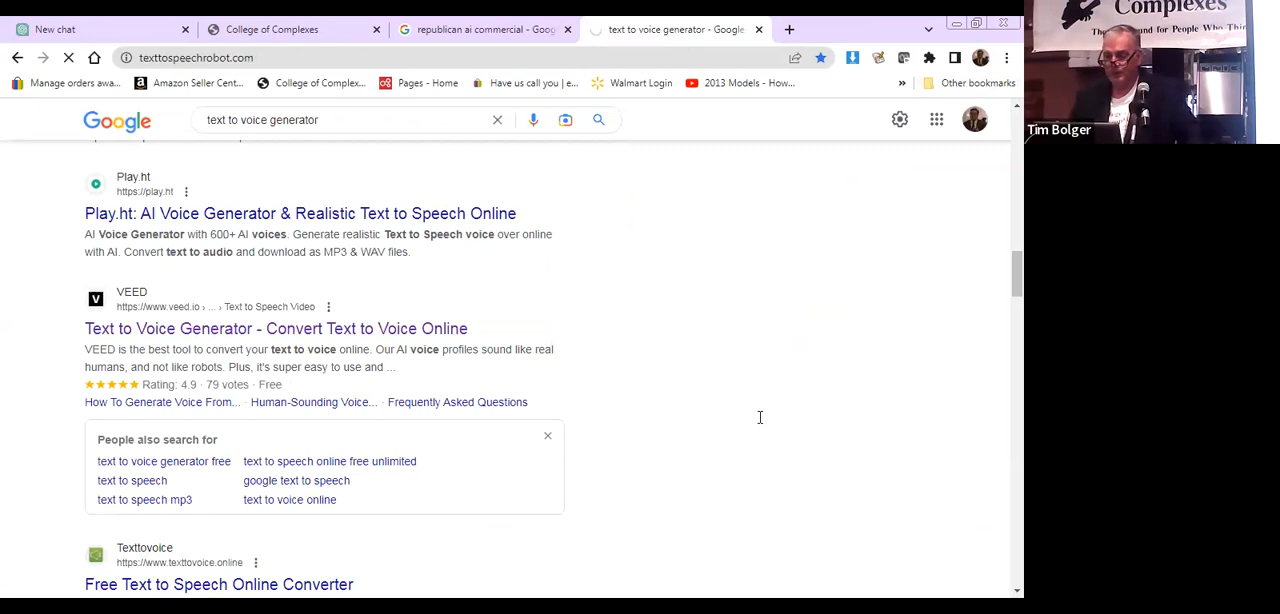 New chat
College of Complexes
republican ai commercial - Goog
text to voice generator - Google
texttospeechrobot.com
Manage orders awa...
Amazon Seller Cent...
College of Complex...
Pages - Home
Have us call you | e...
Walmart Login
2013 Models - How...
Other bookmarks
Google
text to voice generator
Play.ht
https://play.ht
Play.ht: AI Voice Generator & Realistic Text to Speech Online
AI Voice Generator with 600+ AI voices. Generate realistic Text to Speech voice over online
with AI. Convert text to audio and download as MP3 & WAV files.
VEED
https://www.veed.io › ... › Text to Speech Video
Text to Voice Generator - Convert Text to Voice Online
VEED is the best tool to convert your text to voice online. Our AI voice profiles sound like real
humans, and not like robots. Plus, it's super easy to use and ...
Rating: 4.9 · 79 votes · Free
How To Generate Voice From... · Human-Sounding Voice... · Frequently Asked Questions
People also search for
text to voice generator free
text to speech online free unlimited
text to speech
google text to speech
text to speech mp3
text to voice online
Texttovoice
https://www.texttovoice.online
Free Text to Speech Online Converter
Complexes
Tim Bolger